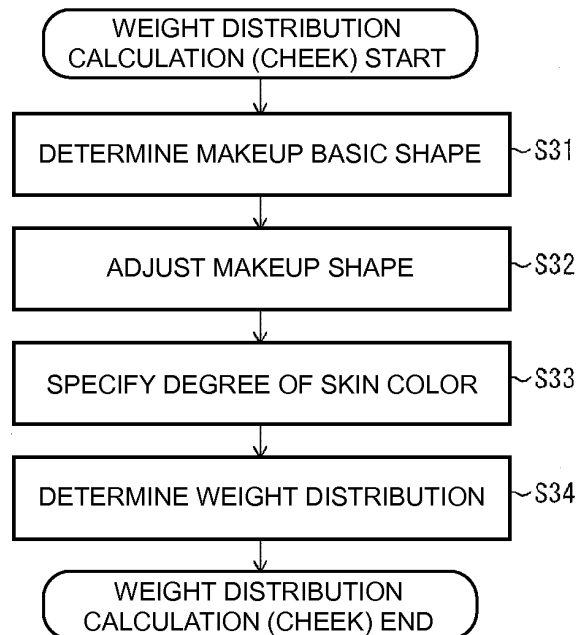 WEIGHT DISTRIBUTION
CALCULATION (CHEEK) START
DETERMINE MAKEUP BASIC SHAPE
S31
ADJUST MAKEUP SHAPE
S32
SPECIFY DEGREE OF SKIN COLOR
S33
DETERMINE WEIGHT DISTRIBUTION
S34
WEIGHT DISTRIBUTION
CALCULATION (CHEEK) END